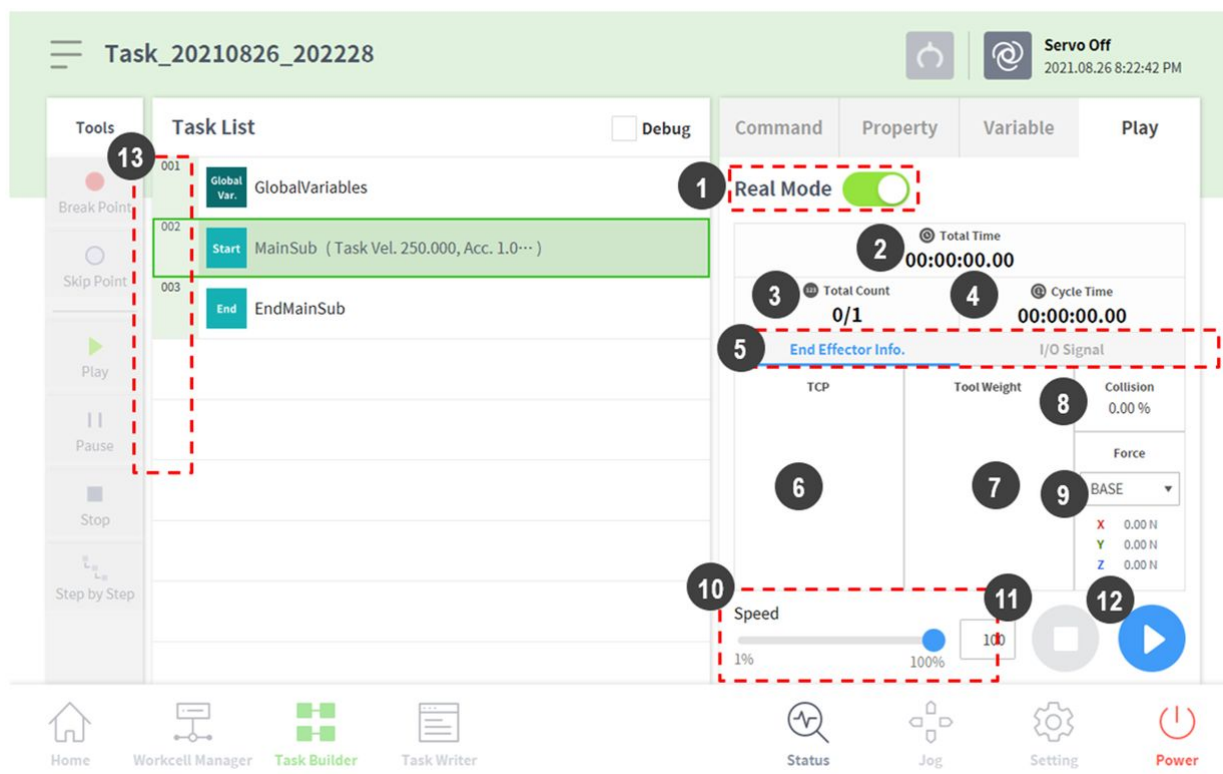 Task_20210826_202228
Servo Off
2021.08.26 8:22:42 PM
Tools
Task List
Debug
Command
Property
Variable
Play
13
Break Point
Skip Point
Play
Pause
Stop
Step by Step
001
Global Var.
GlobalVariables
002
Start
MainSub ( Task Vel. 250.000, Acc. 1.0··· )
003
End
EndMainSub
1
Real Mode
2
Total Time
00:00:00.00
3
123
Total Count
0/1
4
Cycle Time
00:00:00.00
5
End Effector Info.
I/O Signal
TCP
6
Tool Weight
7
8
Collision
0.00 %
Force
9
BASE
X 0.00 N
Y 0.00 N
Z 0.00 N
10
Speed
1%
100%
100
11
12
Home
Workcell Manager
Task Builder
Task Writer
Status
Jog
Setting
Power